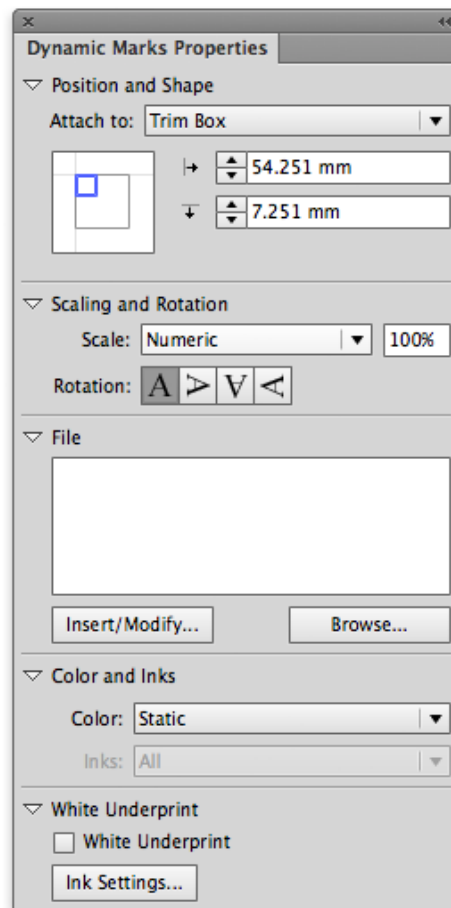 Dynamic Marks Properties
Position and Shape
Attach to: Trim Box
54.251 mm
7.251 mm
Scaling and Rotation
Scale: Numeric 100%
Rotation: A A A A
File
Insert/Modify... Browse...
Color and Inks
Color: Static
Inks: All
White Underprint
White Underprint
Ink Settings...